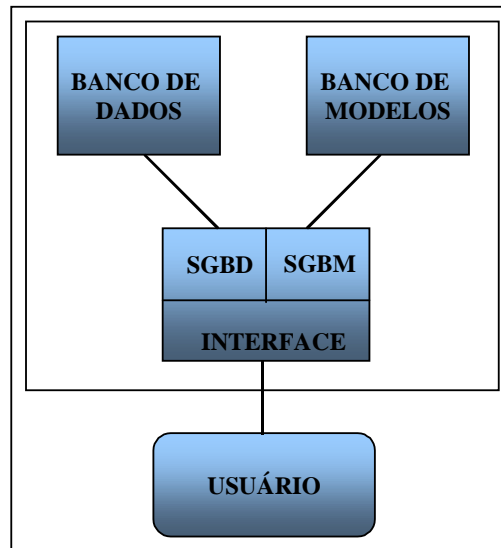 BANCO DE
DADOS
BANCO DE
MODELOS
SGBD
SGBM
INTERFACE
USUÁRIO